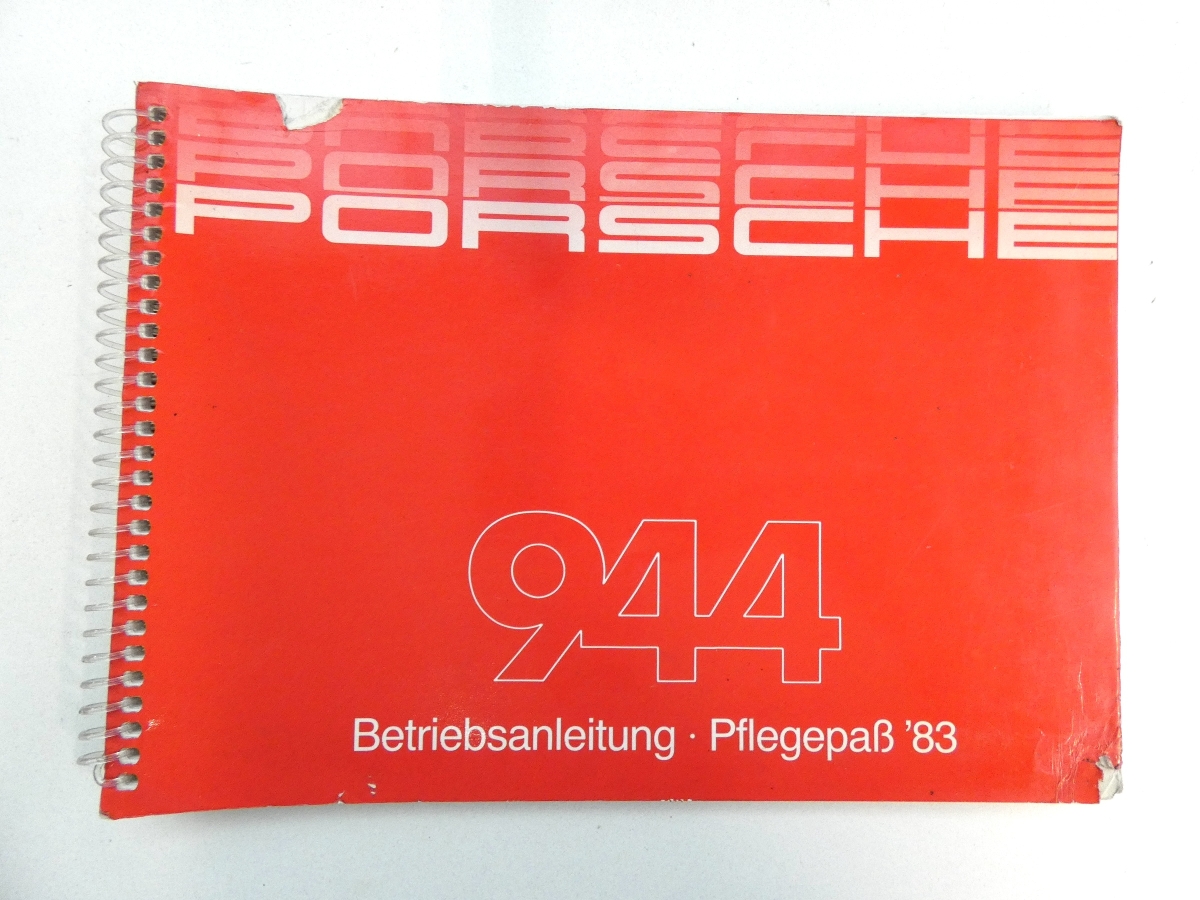 PORSCHE
PORSCHE
PORSCHE
944
Betriebsanleitung · Pflegepaß '83